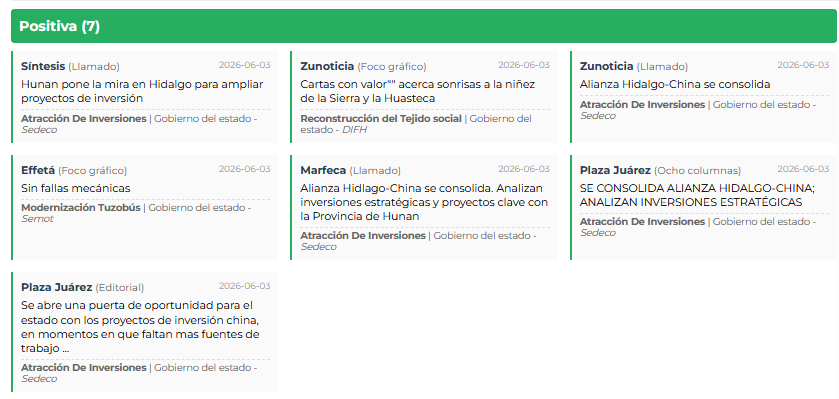 Positiva (7)
Síntesis (Llamado) 2026-06-03
Hunan pone la mira en Hidalgo para ampliar
proyectos de inversión
Atracción De Inversiones | Gobierno del estado -
Sedeco
Zunoticia (Foco gráfico) 2026-06-03
Cartas con valor"" acerca sonrisas a la niñez
de la Sierra y la Huasteca
Reconstrucción del Tejido social | Gobierno del
estado - DIFH
Zunoticia (Llamado) 2026-06-03
Alianza Hidalgo-China se consolida
Atracción De Inversiones | Gobierno del estado -
Sedeco
Effetá (Foco gráfico) 2026-06-03
Sin fallas mecánicas
Modernización Tuzobús | Gobierno del estado -
Semot
Marfeca (Llamado) 2026-06-03
Alianza Hidlago-China se consolida. Analizan
inversiones estratégicas y proyectos clave con
la Provincia de Hunan
Atracción De Inversiones | Gobierno del estado -
Sedeco
Plaza Juárez (Ocho columnas) 2026-06-03
SE CONSOLIDA ALIANZA HIDALGO-CHINA;
ANALIZAN INVERSIONES ESTRATÉGICAS
Atracción De Inversiones | Gobierno del estado -
Sedeco
Plaza Juárez (Editorial) 2026-06-03
Se abre una puerta de oportunidad para el
estado con los proyectos de inversión china,
en momentos en que faltan mas fuentes de
trabajo ...
Atracción De Inversiones | Gobierno del estado -
Sedeco